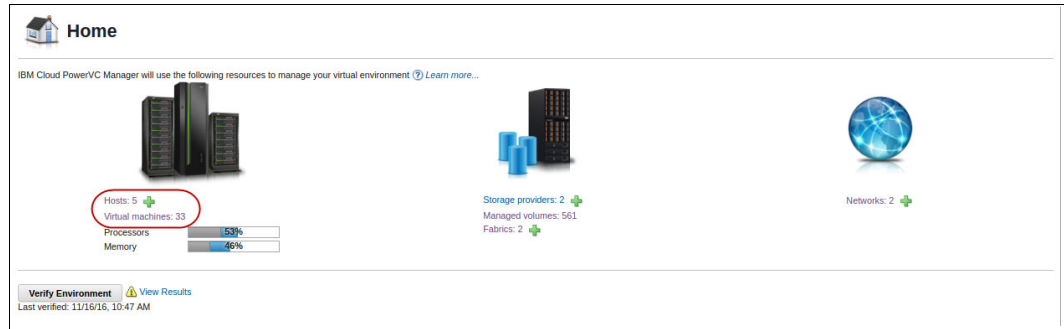 Home
IBM Cloud PowerVC Manager will use the following resources to manage your virtual environment ? Learn more...
Hosts: 5
Virtual machines: 33
Processors 53%
Memory 46%
Storage providers: 2
Managed volumes: 561
Fabrics: 2
Networks: 2
Verify Environment View Results
Last verified: 11/16/16, 10:47 AM